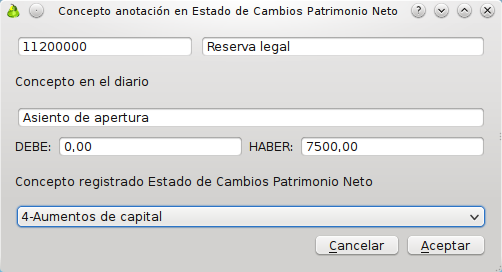 Concepto anotación en Estado de Cambios Patrimonio Neto
11200000 Reserva legal
Concepto en el diario
Asiento de apertura
DEBE: 0,00 HABER: 7500,00
Concepto registrado Estado de Cambios Patrimonio Neto
4-Aumentos de capital
Cancelar Aceptar